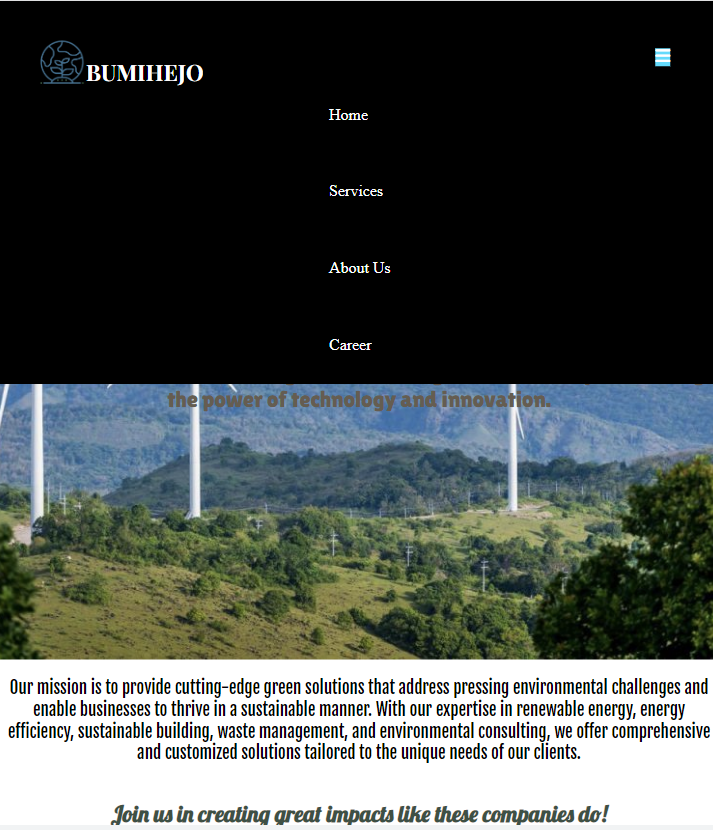 BUMIHEJO
Home
Services
About Us
Career
the power of technology and innovation.
Our mission is to provide cutting-edge green solutions that address pressing environmental challenges and
enable businesses to thrive in a sustainable manner. With our expertise in renewable energy, energy
efficiency, sustainable building, waste management, and environmental consulting, we offer comprehensive
and customized solutions tailored to the unique needs of our clients.
Join us in creating great impacts like these companies do!